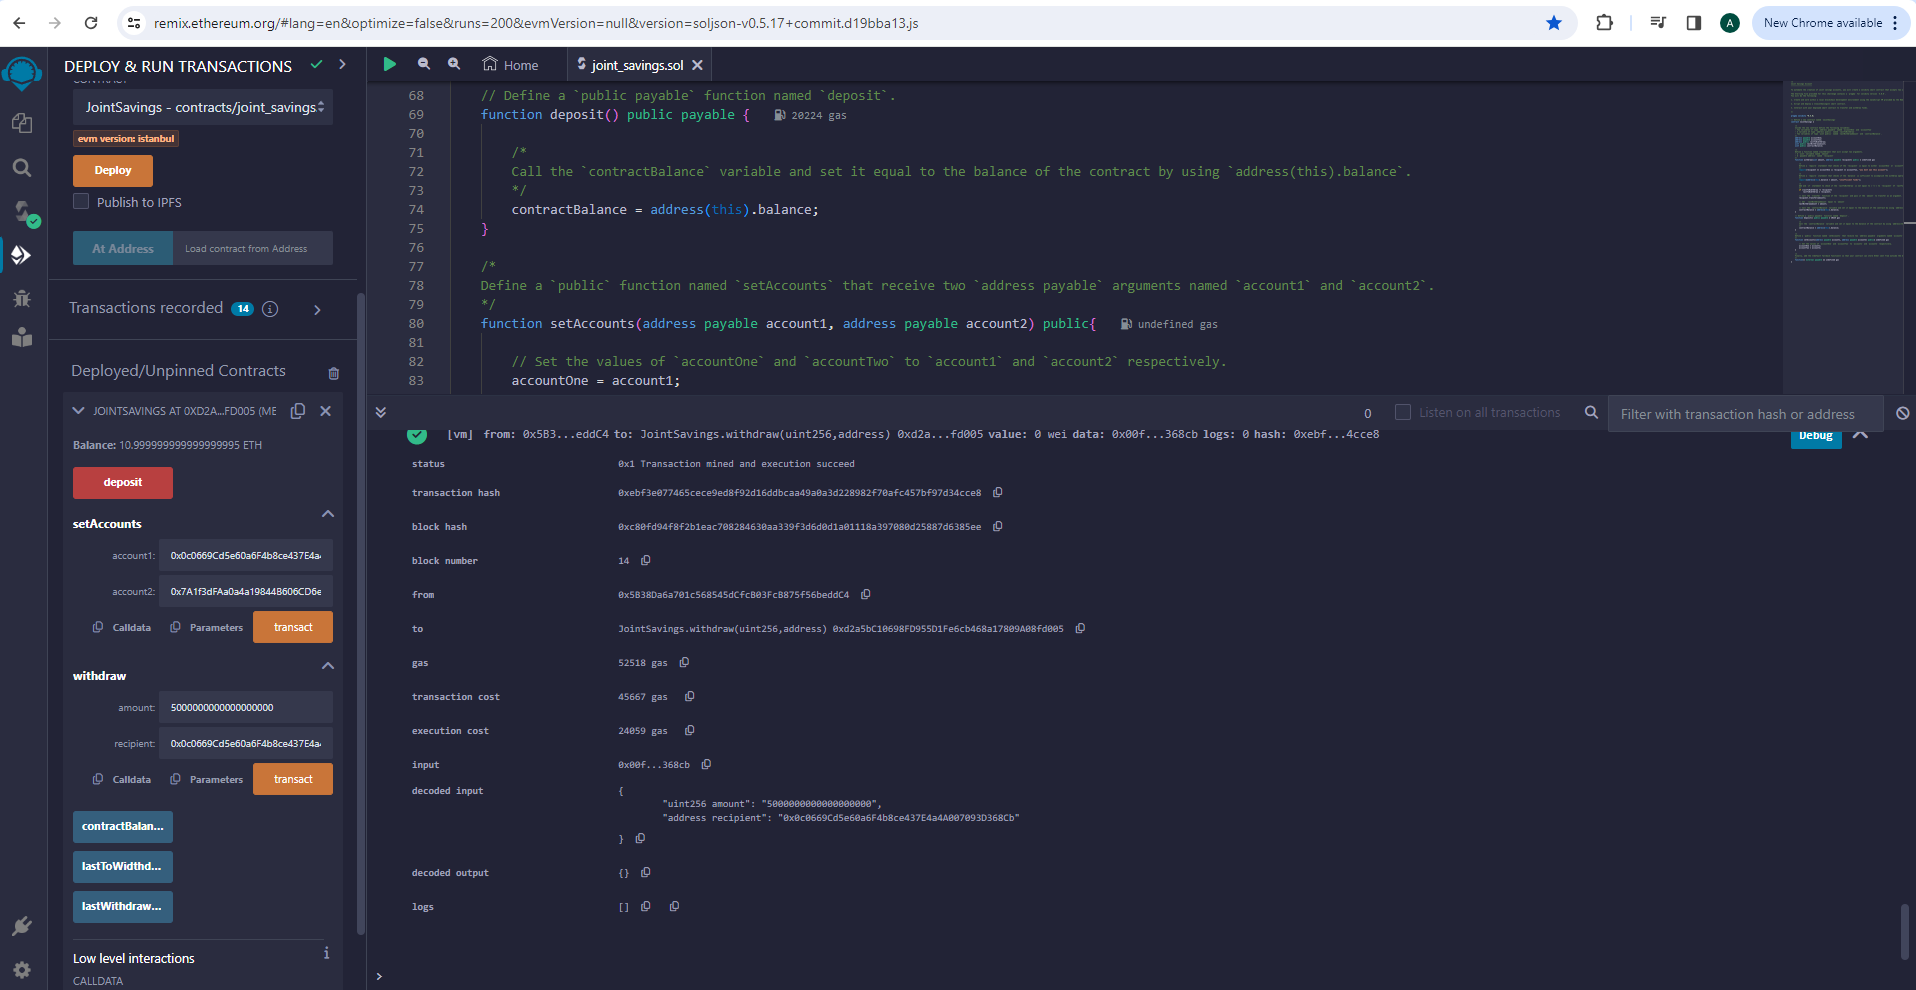 remix.ethereum.org/#lang=en&optimize=false&runs=200&evmVersion=null&version=soljson-v0.5.17+commit.d19bba13.js
A
New Chrome available
DEPLOY & RUN TRANSACTIONS
CONTRACT
JointSavings - contracts/joint_savings.
evm version: istanbul
Deploy
Publish to IPFS
At Address
Load contract from Address
Transactions recorded 14
Deployed/Unpinned Contracts
JOINTSAVINGS AT 0XD2A...FD005 (ME
Balance: 10.999999999999999995 ETH
deposit
setAccounts
account1: 0x0c0669Cd5e60a6F4b8ce437E4a
account2: 0x7A1f3dFAa0a4a19844B606CD6e
Calldata Parameters transact
withdraw
amount: 5000000000000000000
recipient: 0x0c0669Cd5e60a6F4b8ce437E4a
Calldata Parameters transact
contractBalan...
lastToWidthd...
lastWithdraw...
Low level interactions
CALLDATA
Home
joint_savings.sol
68 // Define a `public payable` function named `deposit`.
69 function deposit() public payable { 20224 gas
70
71 /*
72 Call the `contractBalance` variable and set it equal to the balance of the contract by using `address(this).balance`.
73 */
74 contractBalance = address(this).balance;
75 }
76
77 /*
78 Define a `public` function named `setAccounts` that receive two `address payable` arguments named `account1` and `account2`.
79 */
80 function setAccounts(address payable account1, address payable account2) public{ undefined gas
81
82 // Set the values of `accountOne` and `accountTwo` to `account1` and `account2` respectively.
83 accountOne = account1;
0
Listen on all transactions
Filter with transaction hash or address
[vm] from: 0x5B3...eddC4 to: JointSavings.withdraw(uint256,address) 0xd2a...fd005 value: 0 wei data: 0x00f...368cb logs: 0 hash: 0xebf...4cce8
Debug
status 0x1 Transaction mined and execution succeed
transaction hash 0xebf3e077465cece9ed8f92d16ddbcaa49a0a3d228982f70afc457bf97d34cce8
block hash 0xc80fd94f8f2b1eac708284630aa339f3d6d0d1a01118a397080d25887d6385ee
block number 14
from 0x5B38Da6a701c568545dCfcB03FcB875f56beddC4
to JointSavings.withdraw(uint256,address) 0xd2a5bC10698FD955D1Fe6cb468a17809A08fd005
gas 52518 gas
transaction cost 45667 gas
execution cost 24059 gas
input 0x00f...368cb
decoded input {
"uint256 amount": "5000000000000000000",
"address recipient": "0x0c0669Cd5e60a6F4b8ce437E4a4A007093D368Cb"
}
decoded output {}
logs []
>